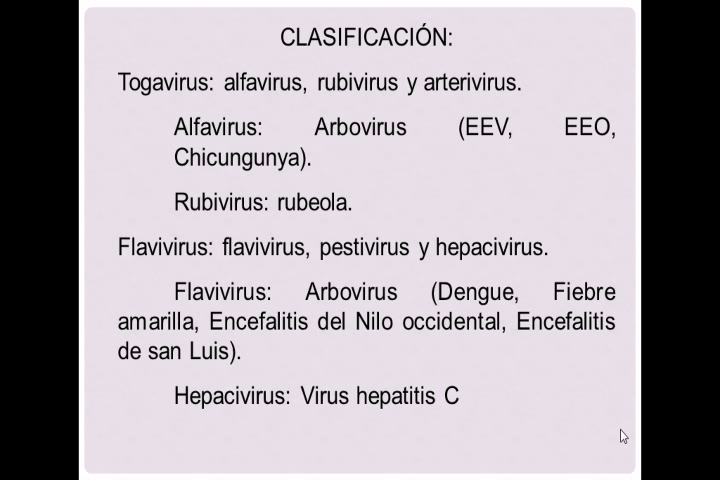 CLASIFICACIÓN:
Togavirus: alfavirus, rubivirus y arterivirus.
Alfavirus: Arbovirus (EEV, EEO,
Chicungunya).
Rubivirus: rubeola.
Flavivirus: flavivirus, pestivirus y hepacivirus.
Flavivirus: Arbovirus (Dengue, Fiebre
amarilla, Encefalitis del Nilo occidental, Encefalitis
de san Luis).
Hepacivirus: Virus hepatitis C